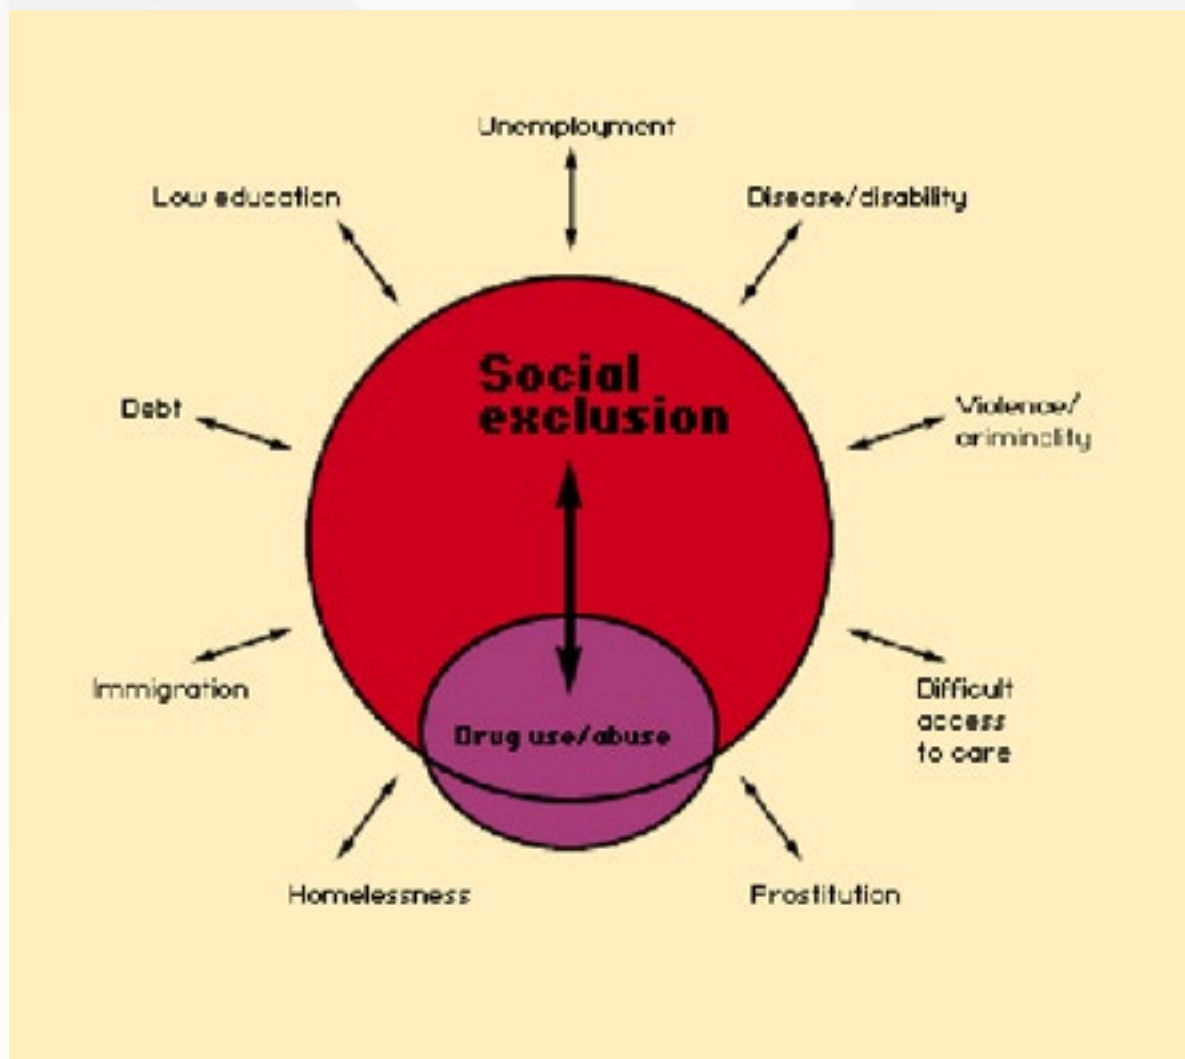 Unemployment
Low education
Disease/disability
Social
exclusion
Debt
Violence/
criminality
Immigration
Difficult
access
to care
Drug use/abuse
Homelessness
Prostitution